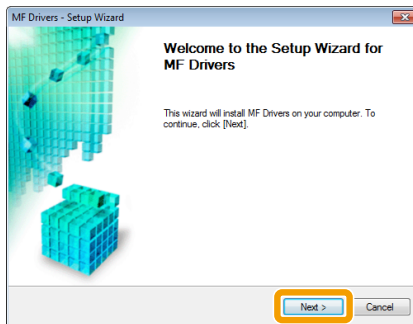 MF Drivers - Setup Wizard
Welcome to the Setup Wizard for
MF Drivers
This wizard will install MF Drivers on your computer. To
continue, click [Next].
Next >
Cancel